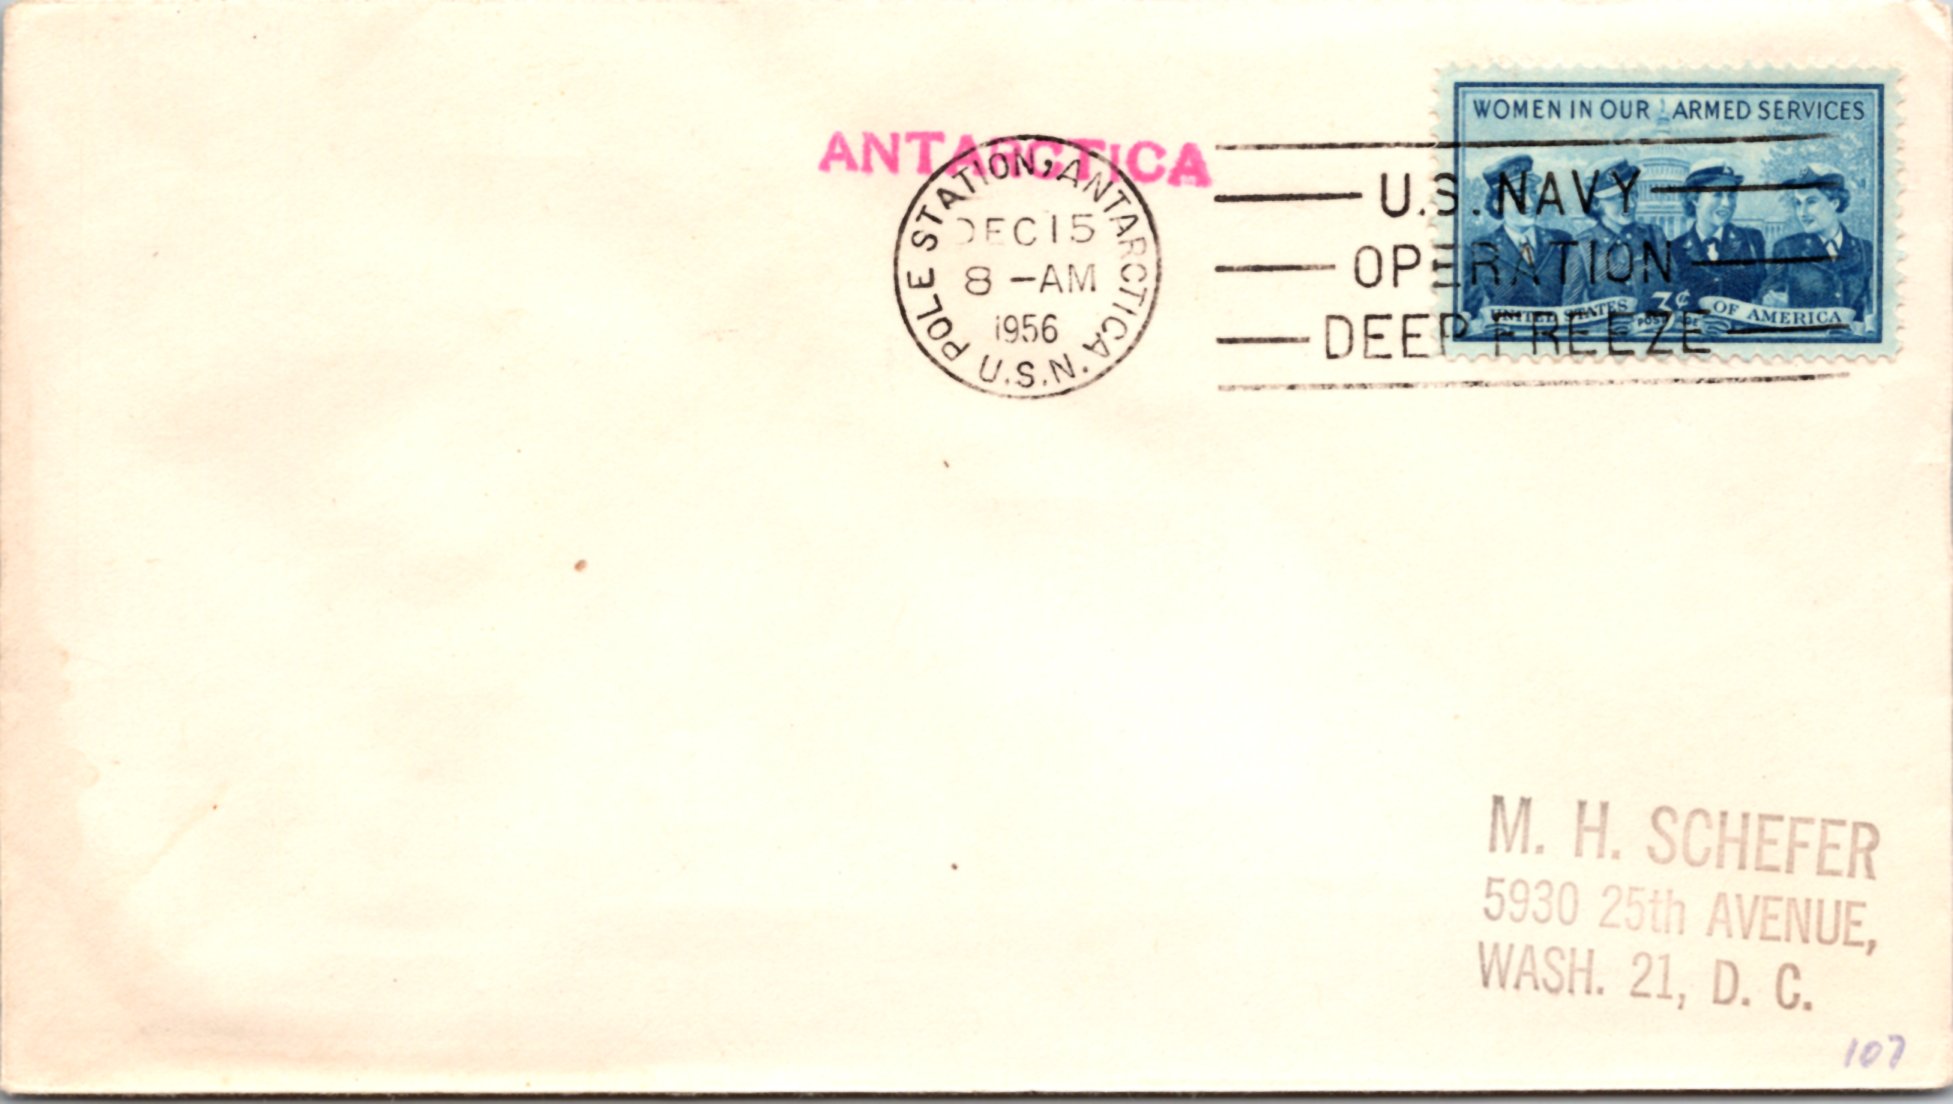 ANTARCTICA
POLE STATION, ANTARCTICA U.S.N.
DEC 15
8 -AM
1956
U.S. NAVY
OPERATION
DEEP FREEZE
WOMEN IN OUR ARMED SERVICES
UNITED STATES 3¢ OF AMERICA
M. H. SCHEFER
5930 25th AVENUE,
WASH. 21, D. C.
107